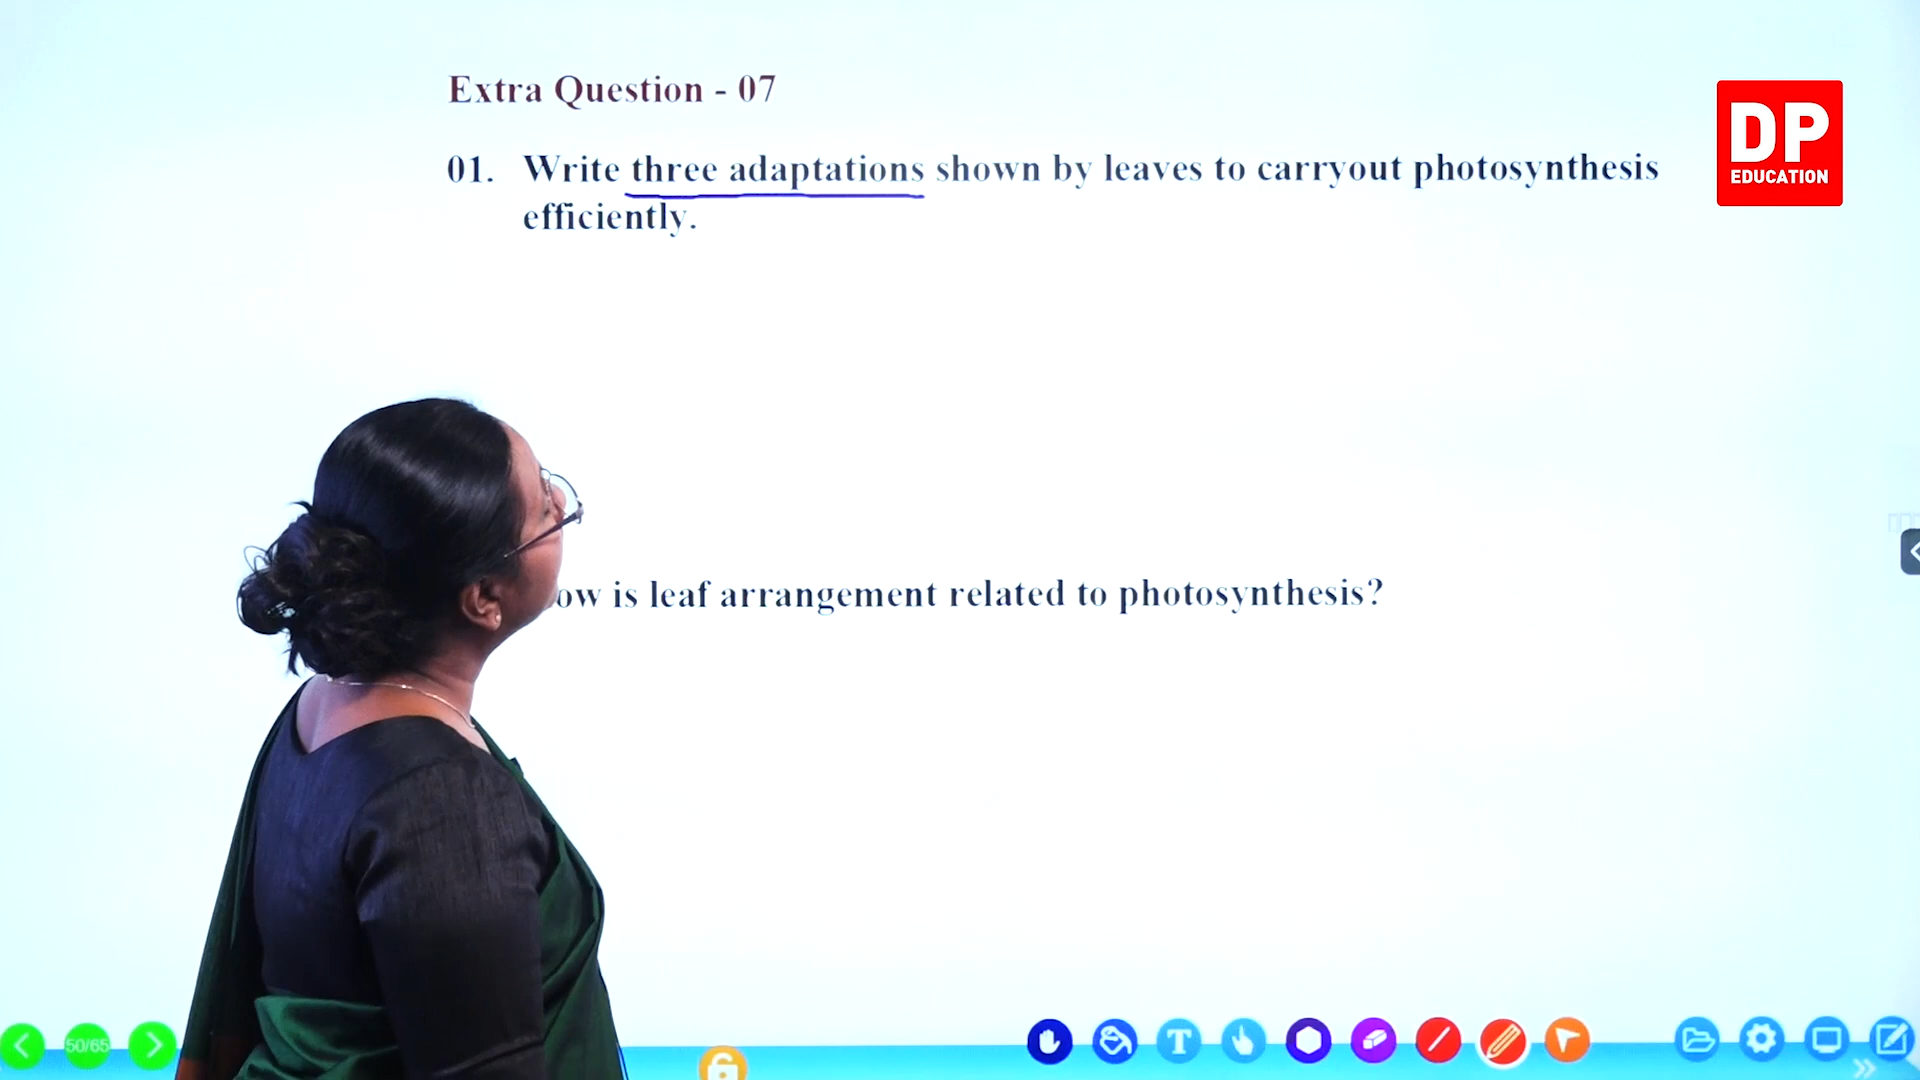 Extra Question - 07
DP
EDUCATION
01. Write three adaptations shown by leaves to carryout photosynthesis
efficiently.
is leaf arrangement related to photosynthesis?
50/65
T